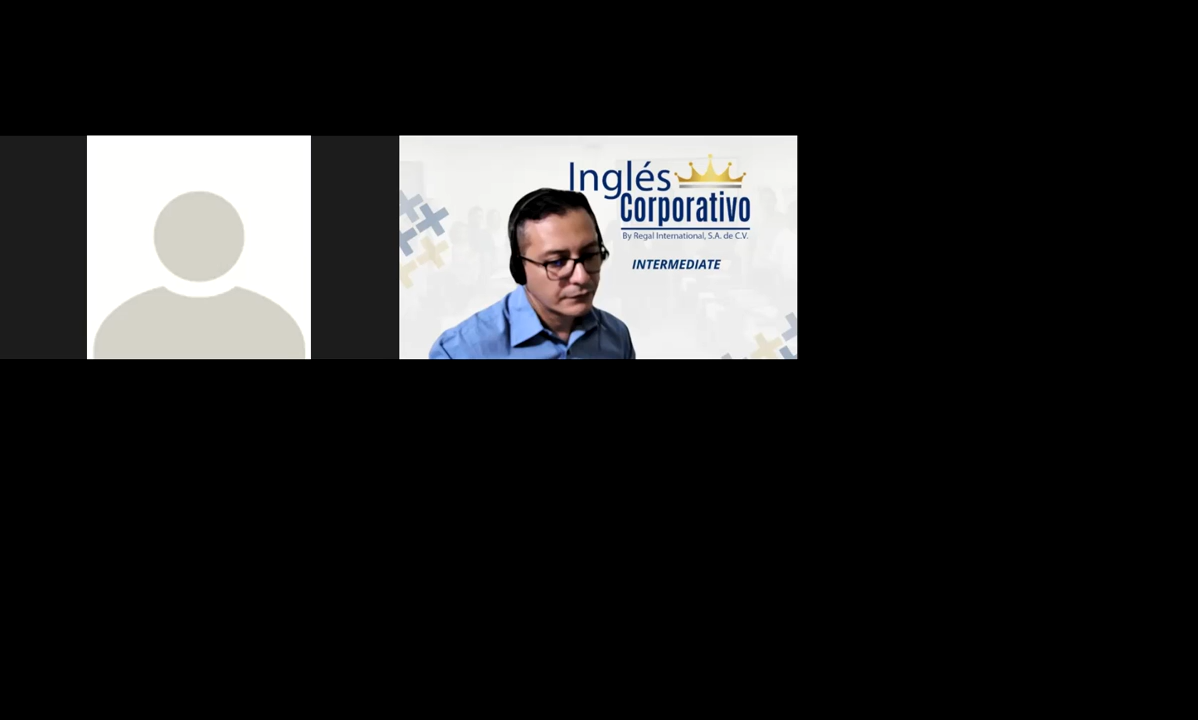 Inglés
Corporativo
By Regal International, S.A. de C.V.
INTERMEDIATE